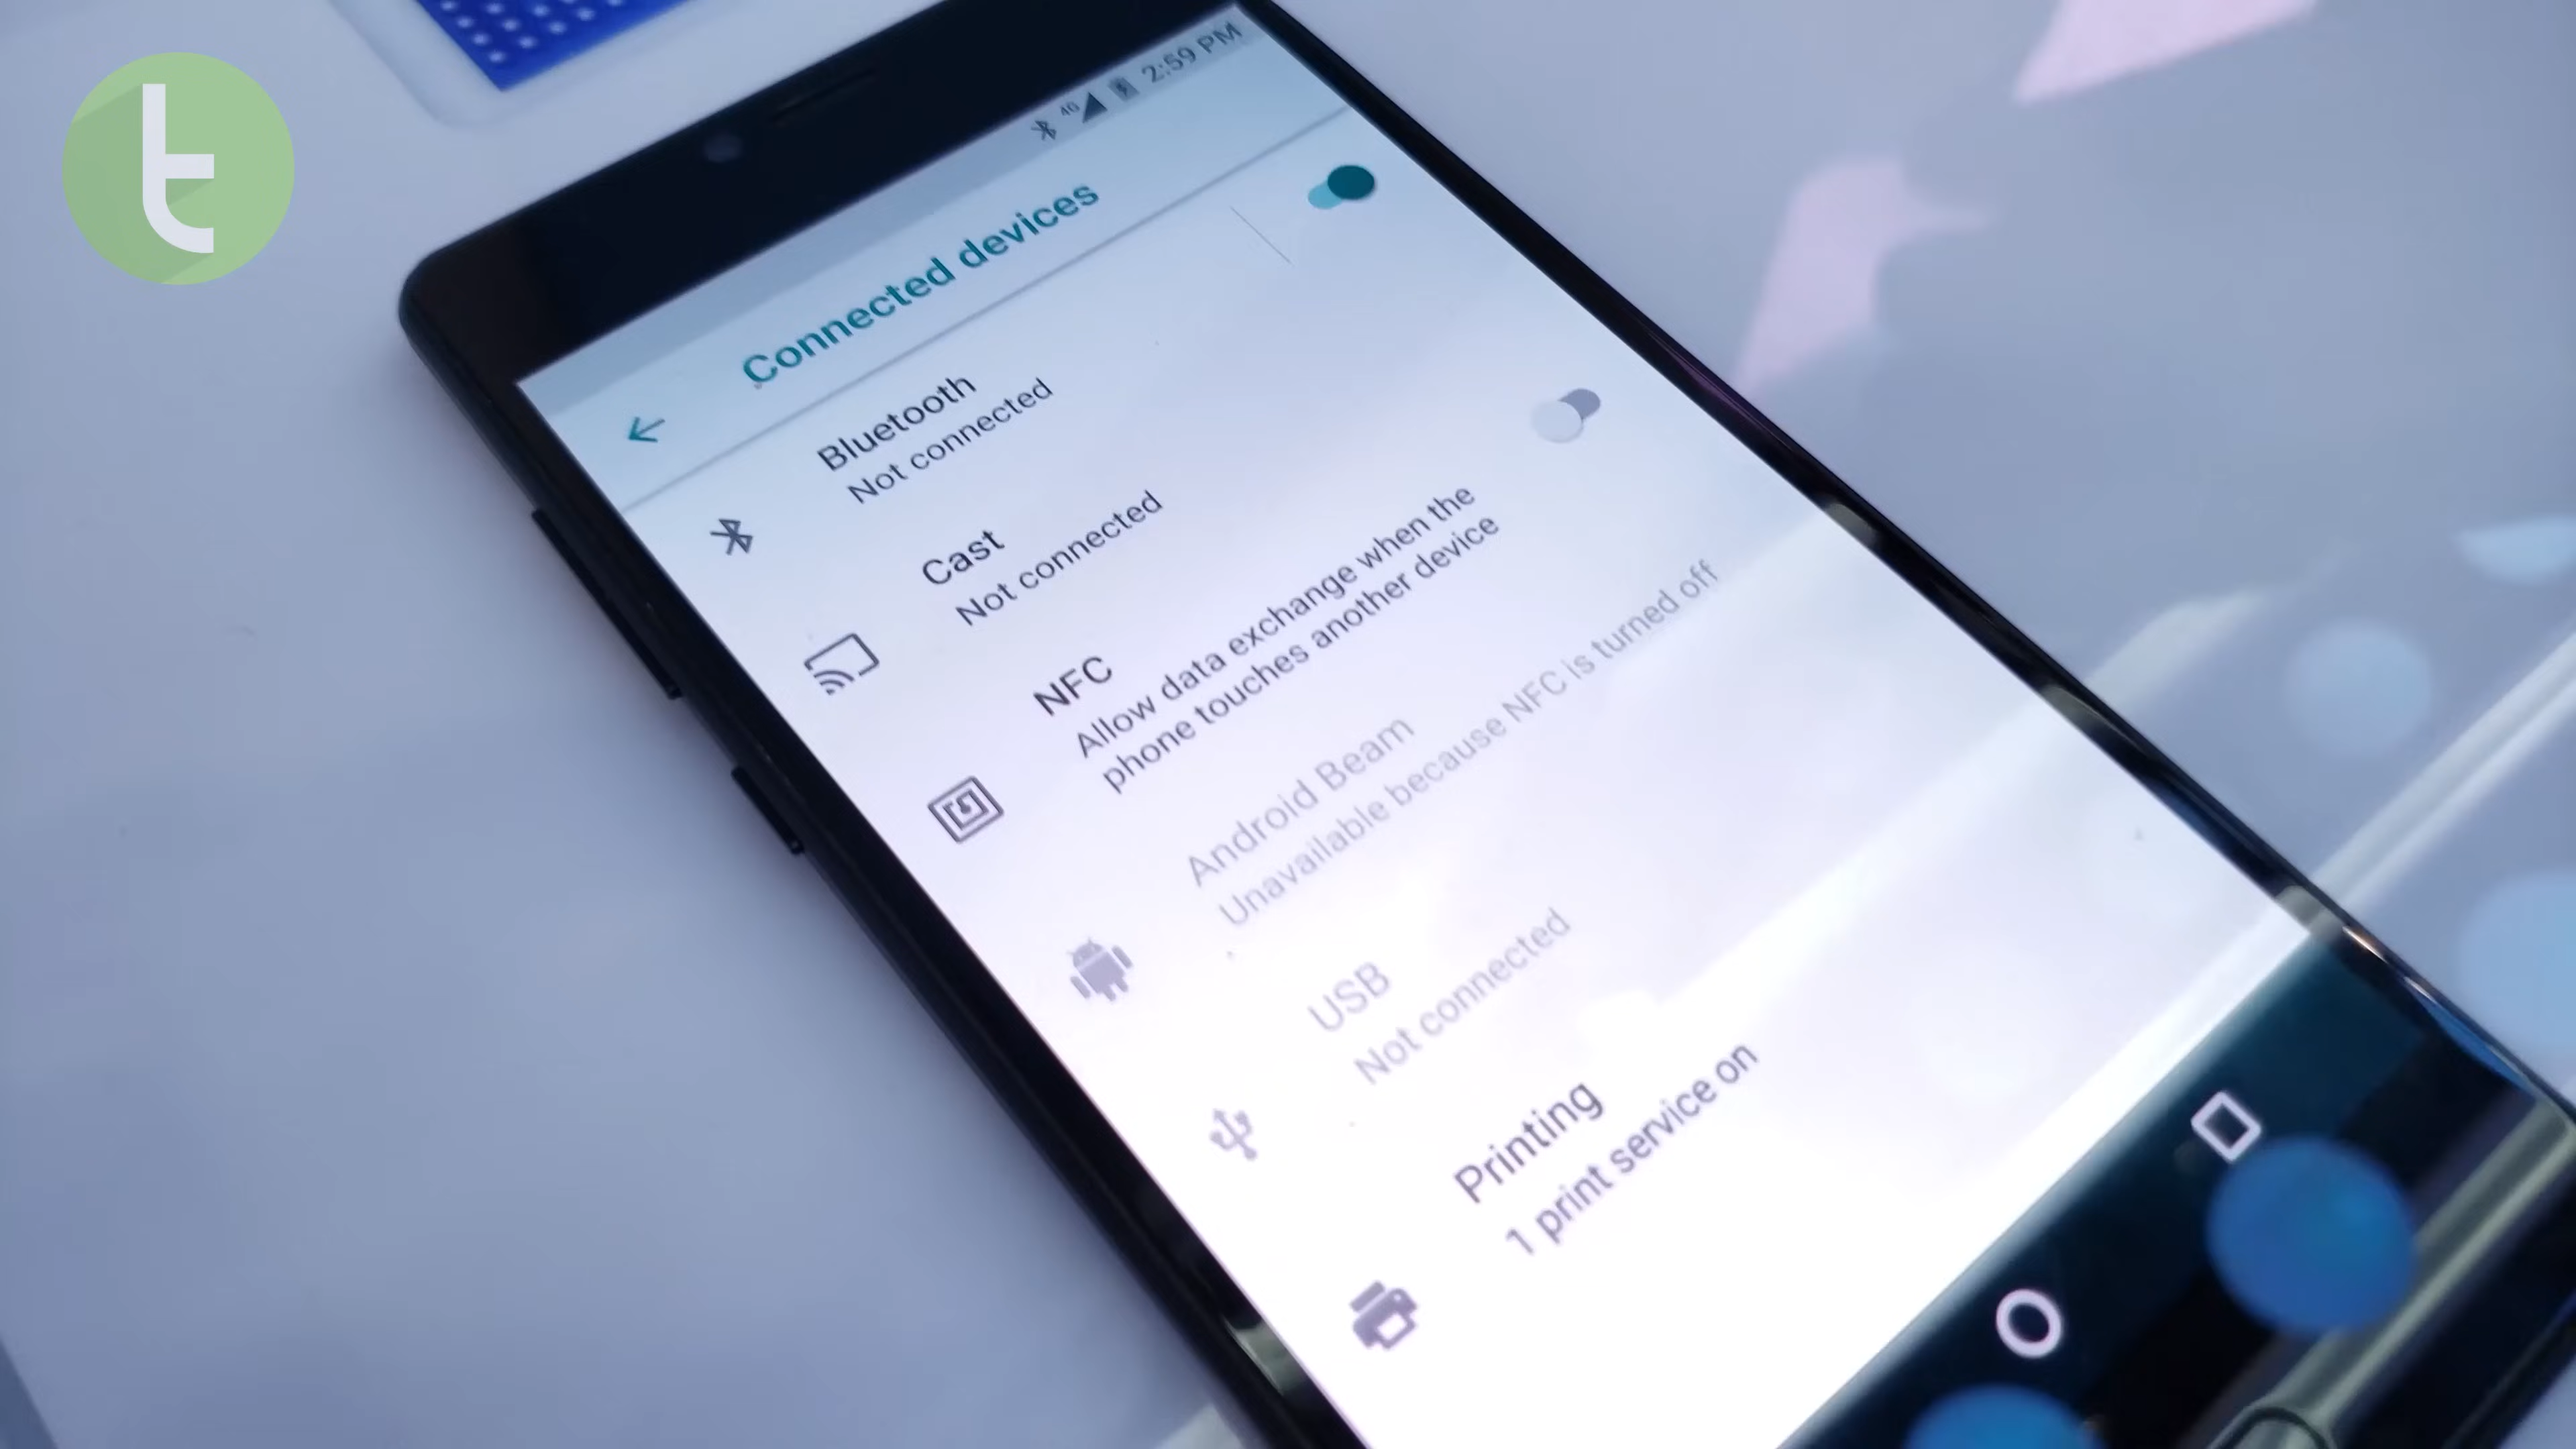 t
4G 2:59 PM
Connected devices
Bluetooth
Not connected
Cast
Not connected
NFC
Allow data exchange when the
phone touches another device
Android Beam
Unavailable because NFC is turned off
USB
Not connected
Printing
1 print service on